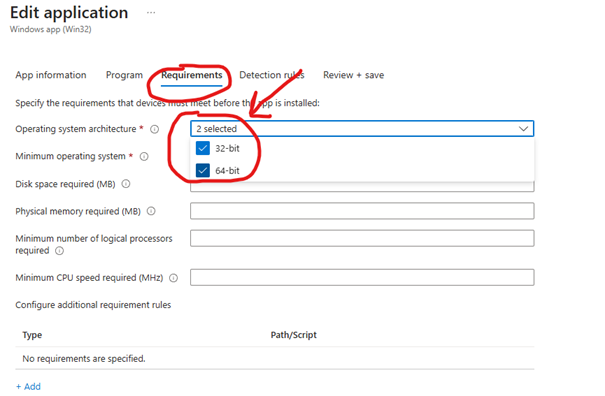 Edit application ...
Windows app (Win32)
App information Program Requirements Detection rules Review + save
Specify the requirements that devices must meet before the app is installed:
Operating system architecture * 2 selected
32-bit
Minimum operating system *
64-bit
Disk space required (MB)
Physical memory required (MB)
Minimum number of logical processors
required
Minimum CPU speed required (MHz)
Configure additional requirement rules
Type Path/Script
No requirements are specified.
+ Add